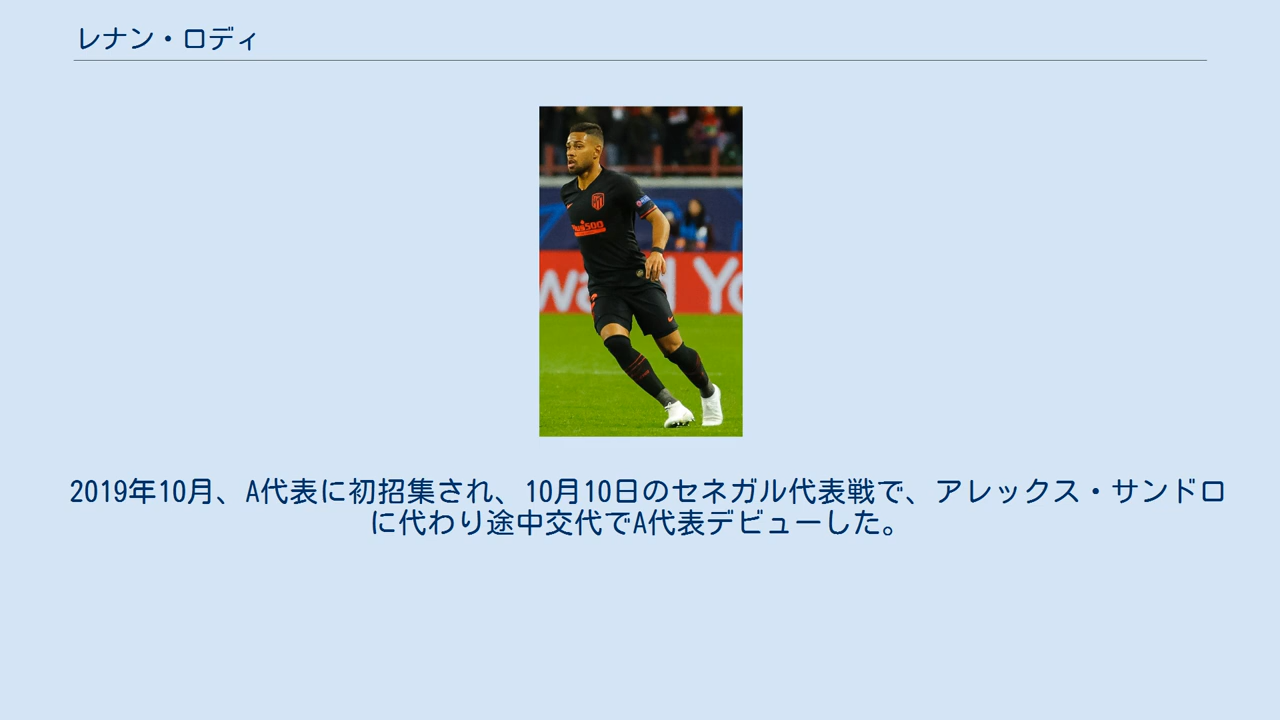 レナン・ロディ
wa
Yo
2019年10月、A代表に初招集され、10月10日のセネガル代表戦で、アレックス・サンドロ
に代わり途中交代でA代表デビューした。